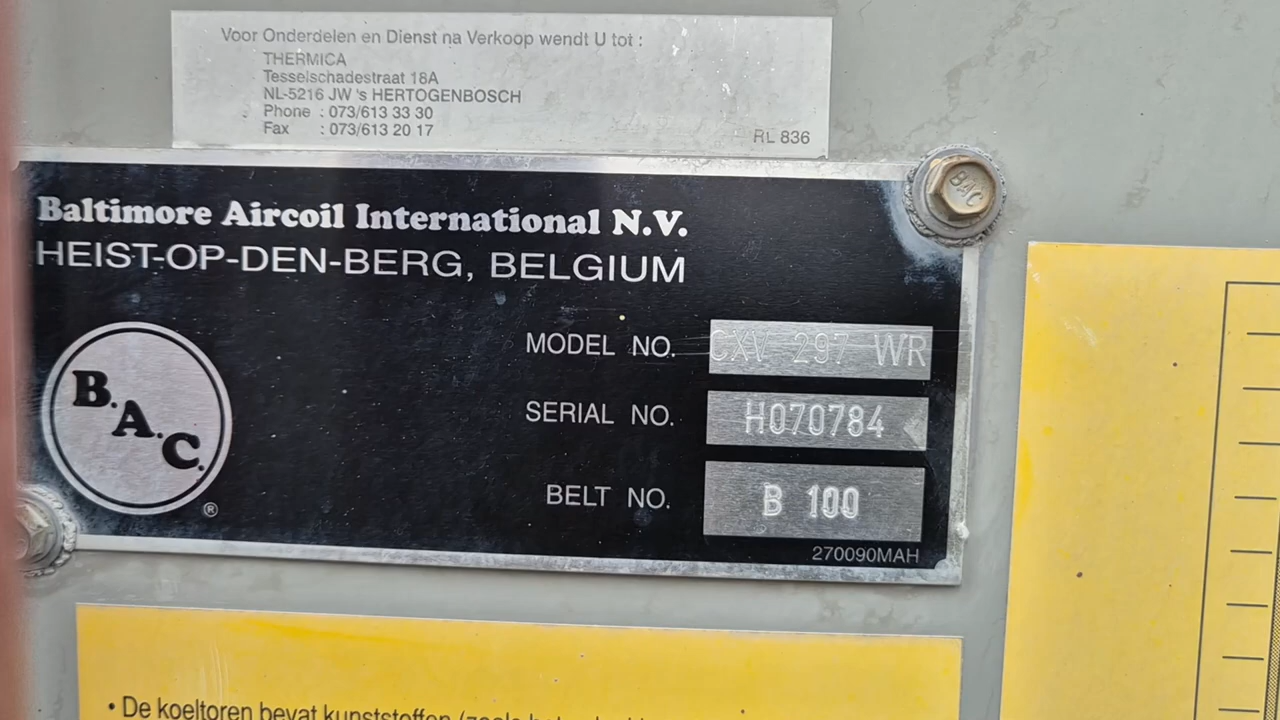 Voor Onderdelen en Dienst na Verkoop wendt U tot :
THERMICA
Tesselschadestraat 18A
NL-5216 JW 's HERTOGENBOSCH
Phone : 073/613 33 30
Fax : 073/613 20 17
RL 836
BAC
Baltimore Aircoil International N.V.
HEIST-OP-DEN-BERG, BELGIUM
B.A.C.
®
MODEL NO. CXV 297 WR
SERIAL NO. H070784
BELT NO. B 100
270090MAH
• De koeltoren bevat kunststoffen (zoals